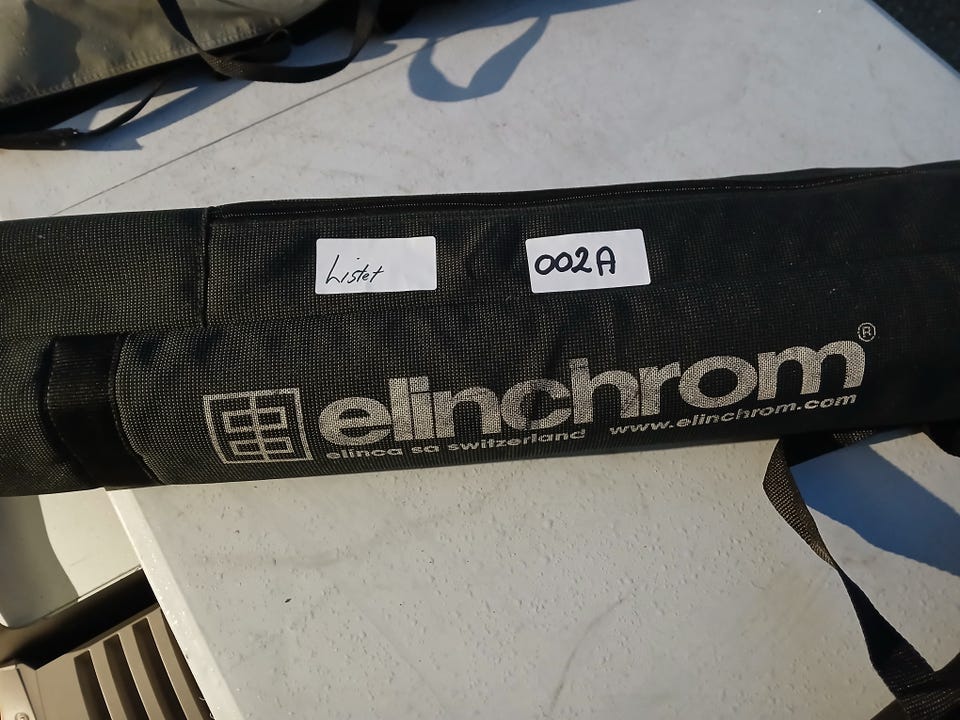 Listet
002A
elinchrom®
elinca sa switzerland www.elinchrom.com